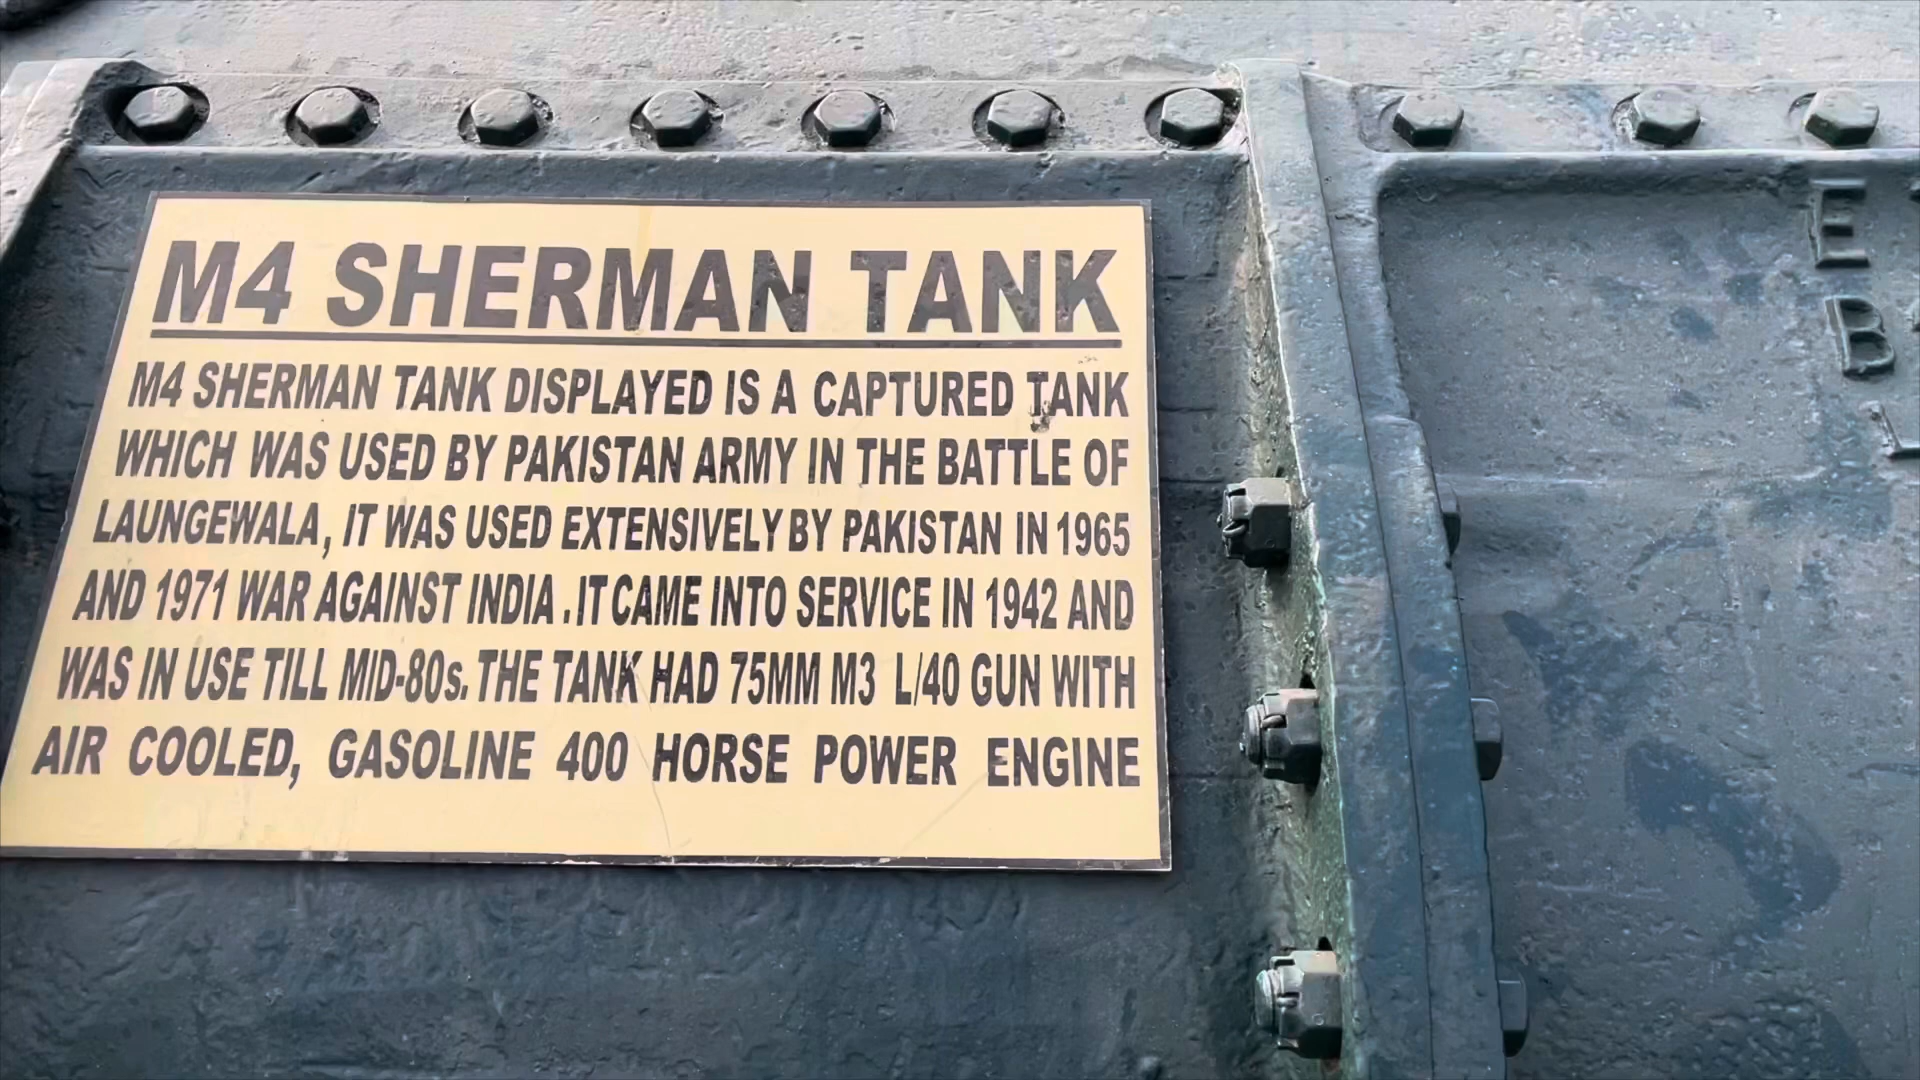 M4 SHERMAN TANK
M4 SHERMAN TANK DISPLAYED IS A CAPTURED TANK
WHICH WAS USED BY PAKISTAN ARMY IN THE BATTLE OF
LAUNGEWALA, IT WAS USED EXTENSIVELY BY PAKISTAN IN 1965
AND 1971 WAR AGAINST INDIA . IT CAME INTO SERVICE IN 1942 AND
WAS IN USE TILL MID-80s. THE TANK HAD 75MM M3 L/40 GUN WITH
AIR COOLED, GASOLINE 400 HORSE POWER ENGINE
E
B
L